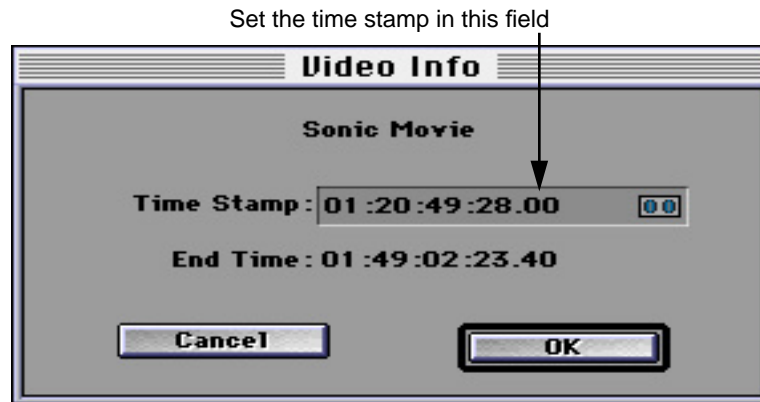 Set the time stamp in this field
Video Info
Sonic Movie
Time Stamp: 01:20:49:28.00
End Time: 01:49:02:23.40
Cancel OK